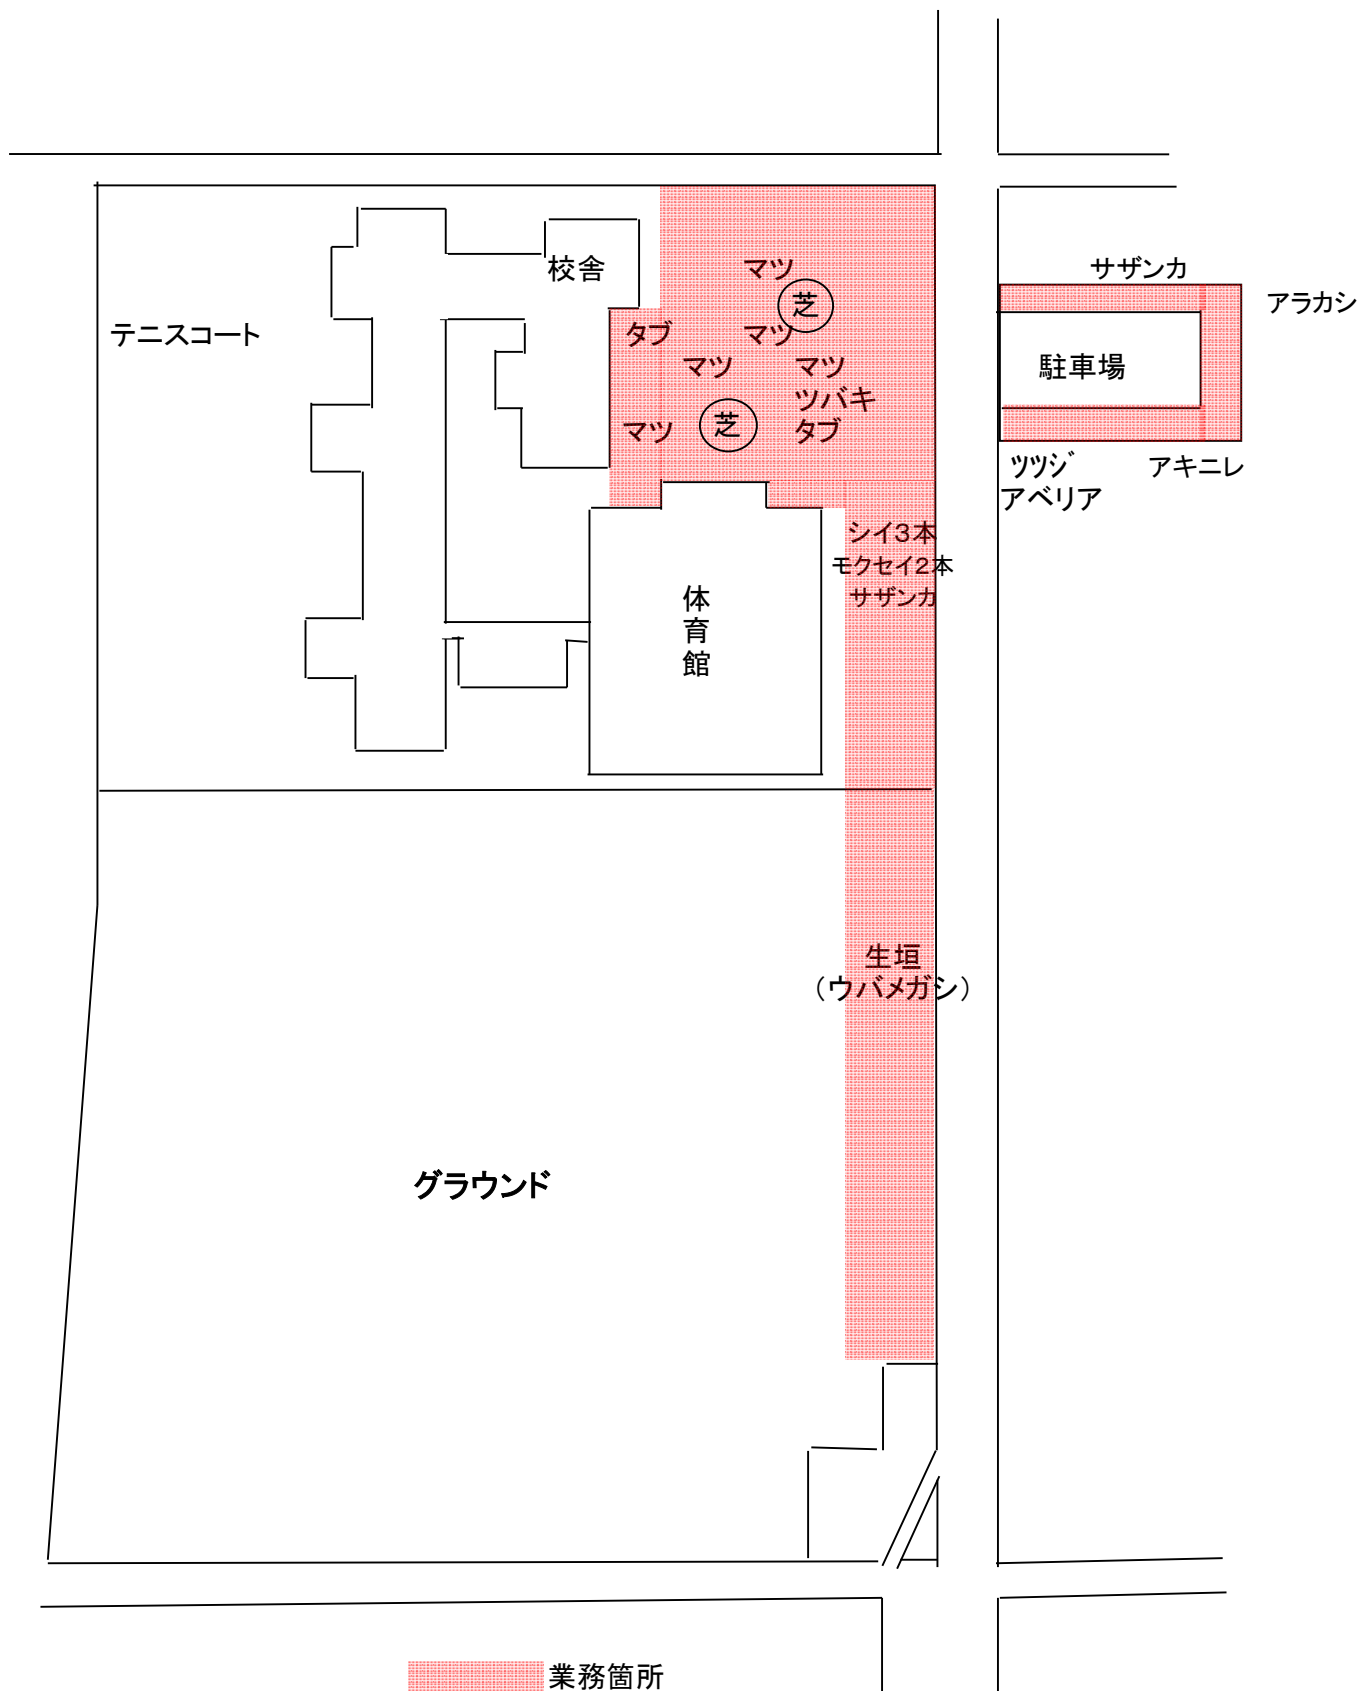 校舎
マツ
芝
サザンカ
アラカシ
テニスコート
タブ
マツ
マツ
マツ
駐車場
ツバキ
マツ
芝
タブ
ツツジ
アキニレ
アベリア
シイ3本
モクセイ2本
サザンカ
体
育
館
生垣
（ウバメガシ）
グラウンド
業務箇所